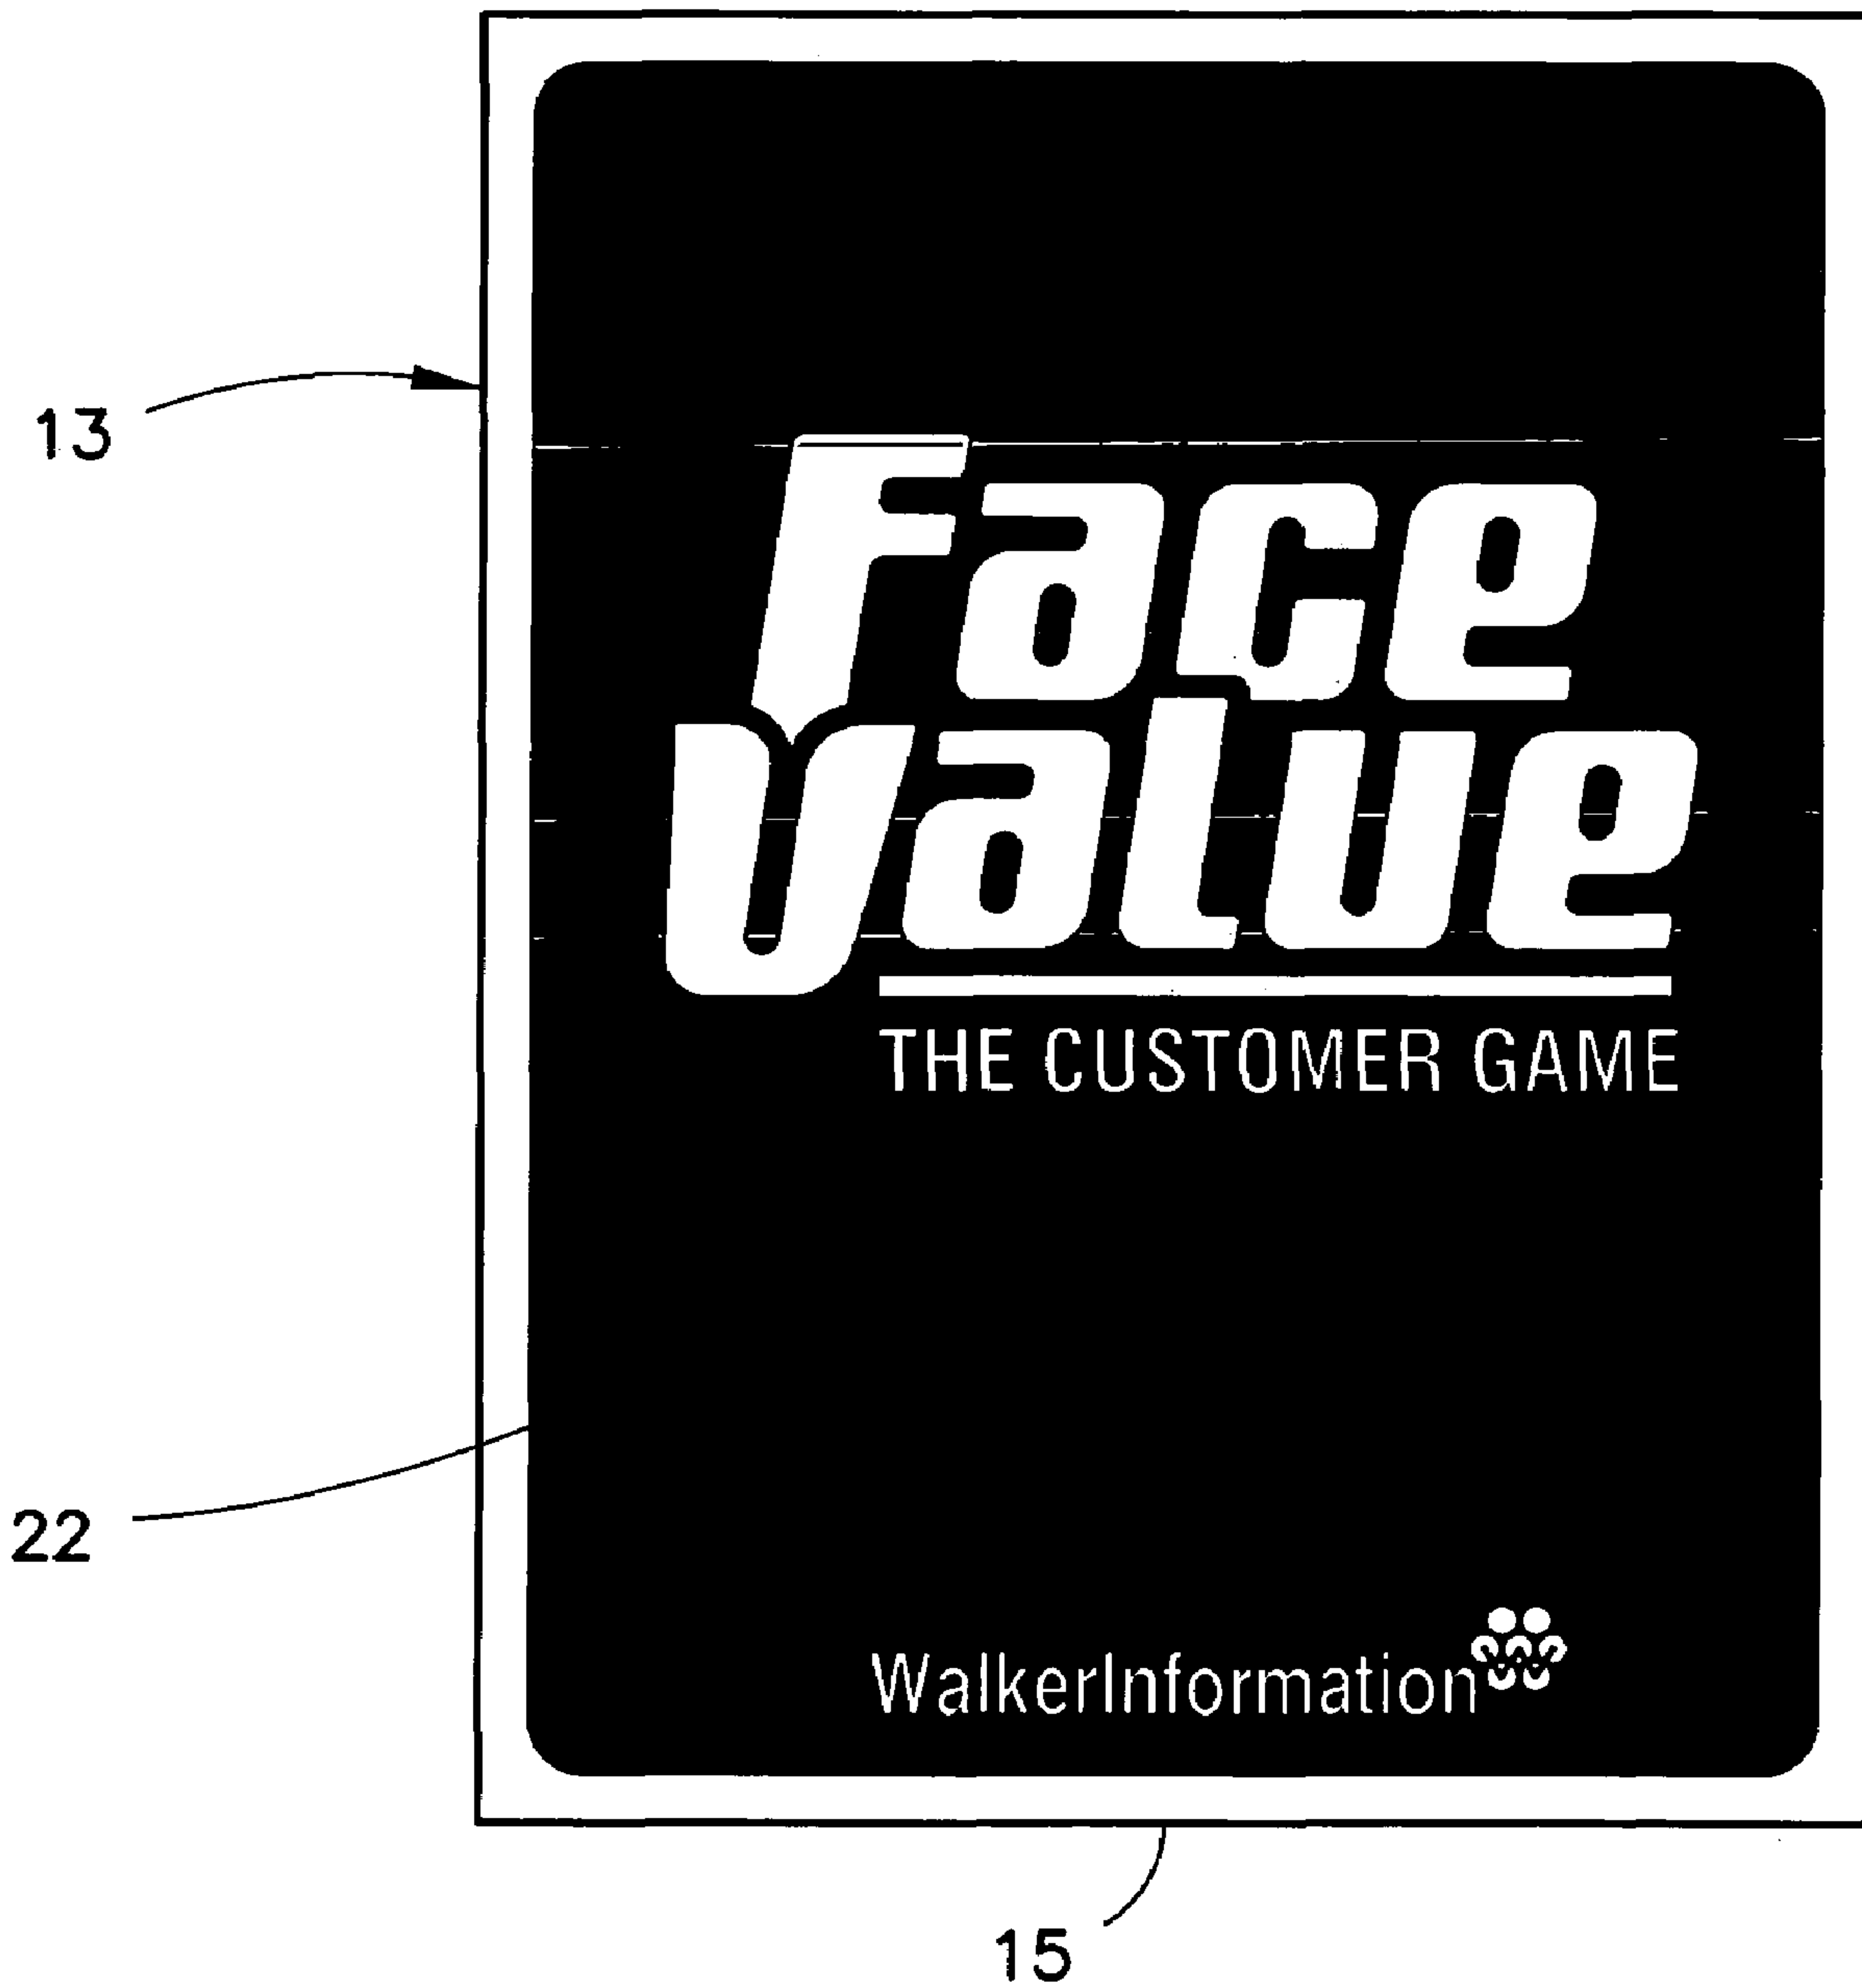 13
Face
Value
THE CUSTOMER GAME
22
WalkerInformation
15